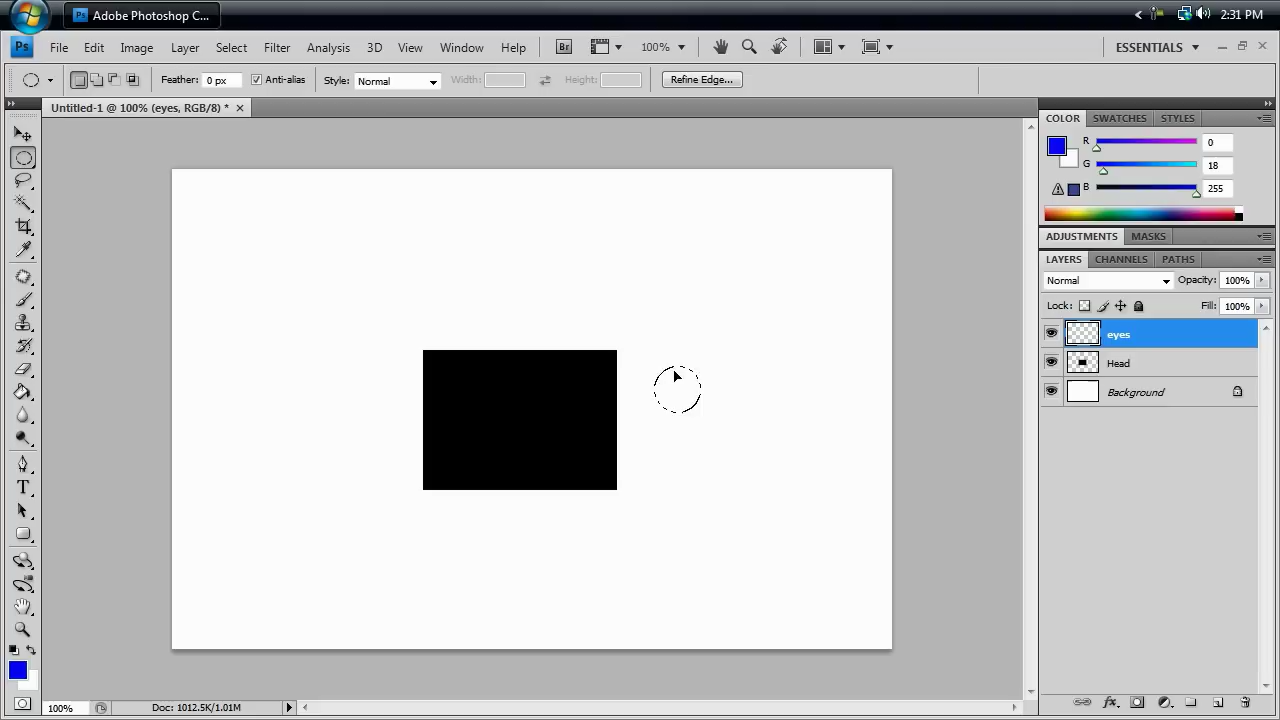 Ps Adobe Photoshop C... 2:31 PM
Ps File Edit Image Layer Select Filter Analysis 3D View Window Help Br 100% ESSENTIALS
Feather: 0 px Anti-alias Style: Normal Width: Height: Refine Edge...
Untitled-1 @ 100% (eyes, RGB/8) *
COLOR SWATCHES STYLES
R 0
G 18
B 255
ADJUSTMENTS MASKS
LAYERS CHANNELS PATHS
Normal Opacity: 100%
Lock: Fill: 100%
eyes
Head
Background
T
fx
100% Doc: 1012.5K/1.01M